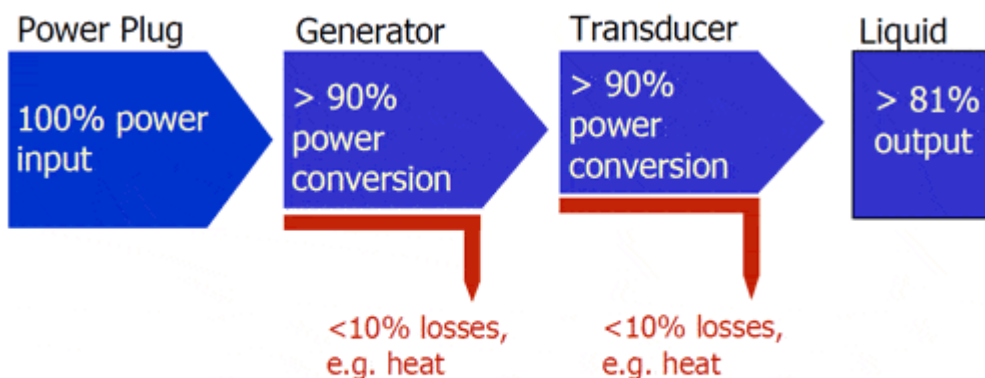 Power Plug
100% power
input
Generator
> 90%
power
conversion
<10% losses,
e.g. heat
Transducer
> 90%
power
conversion
<10% losses,
e.g. heat
Liquid
> 81%
output